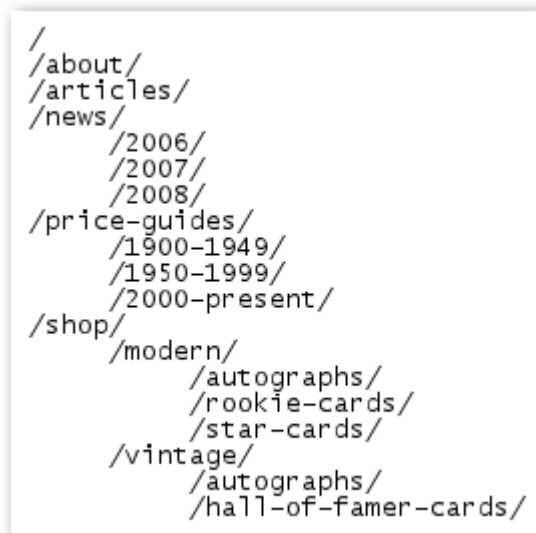 /
/about/
/articles/
/news/
/2006/
/2007/
/2008/
/price-guides/
/1900-1949/
/1950-1999/
/2000-present/
/shop/
/modern/
/autographs/
/rookie-cards/
/star-cards/
/vintage/
/autographs/
/hall-of-famer-cards/